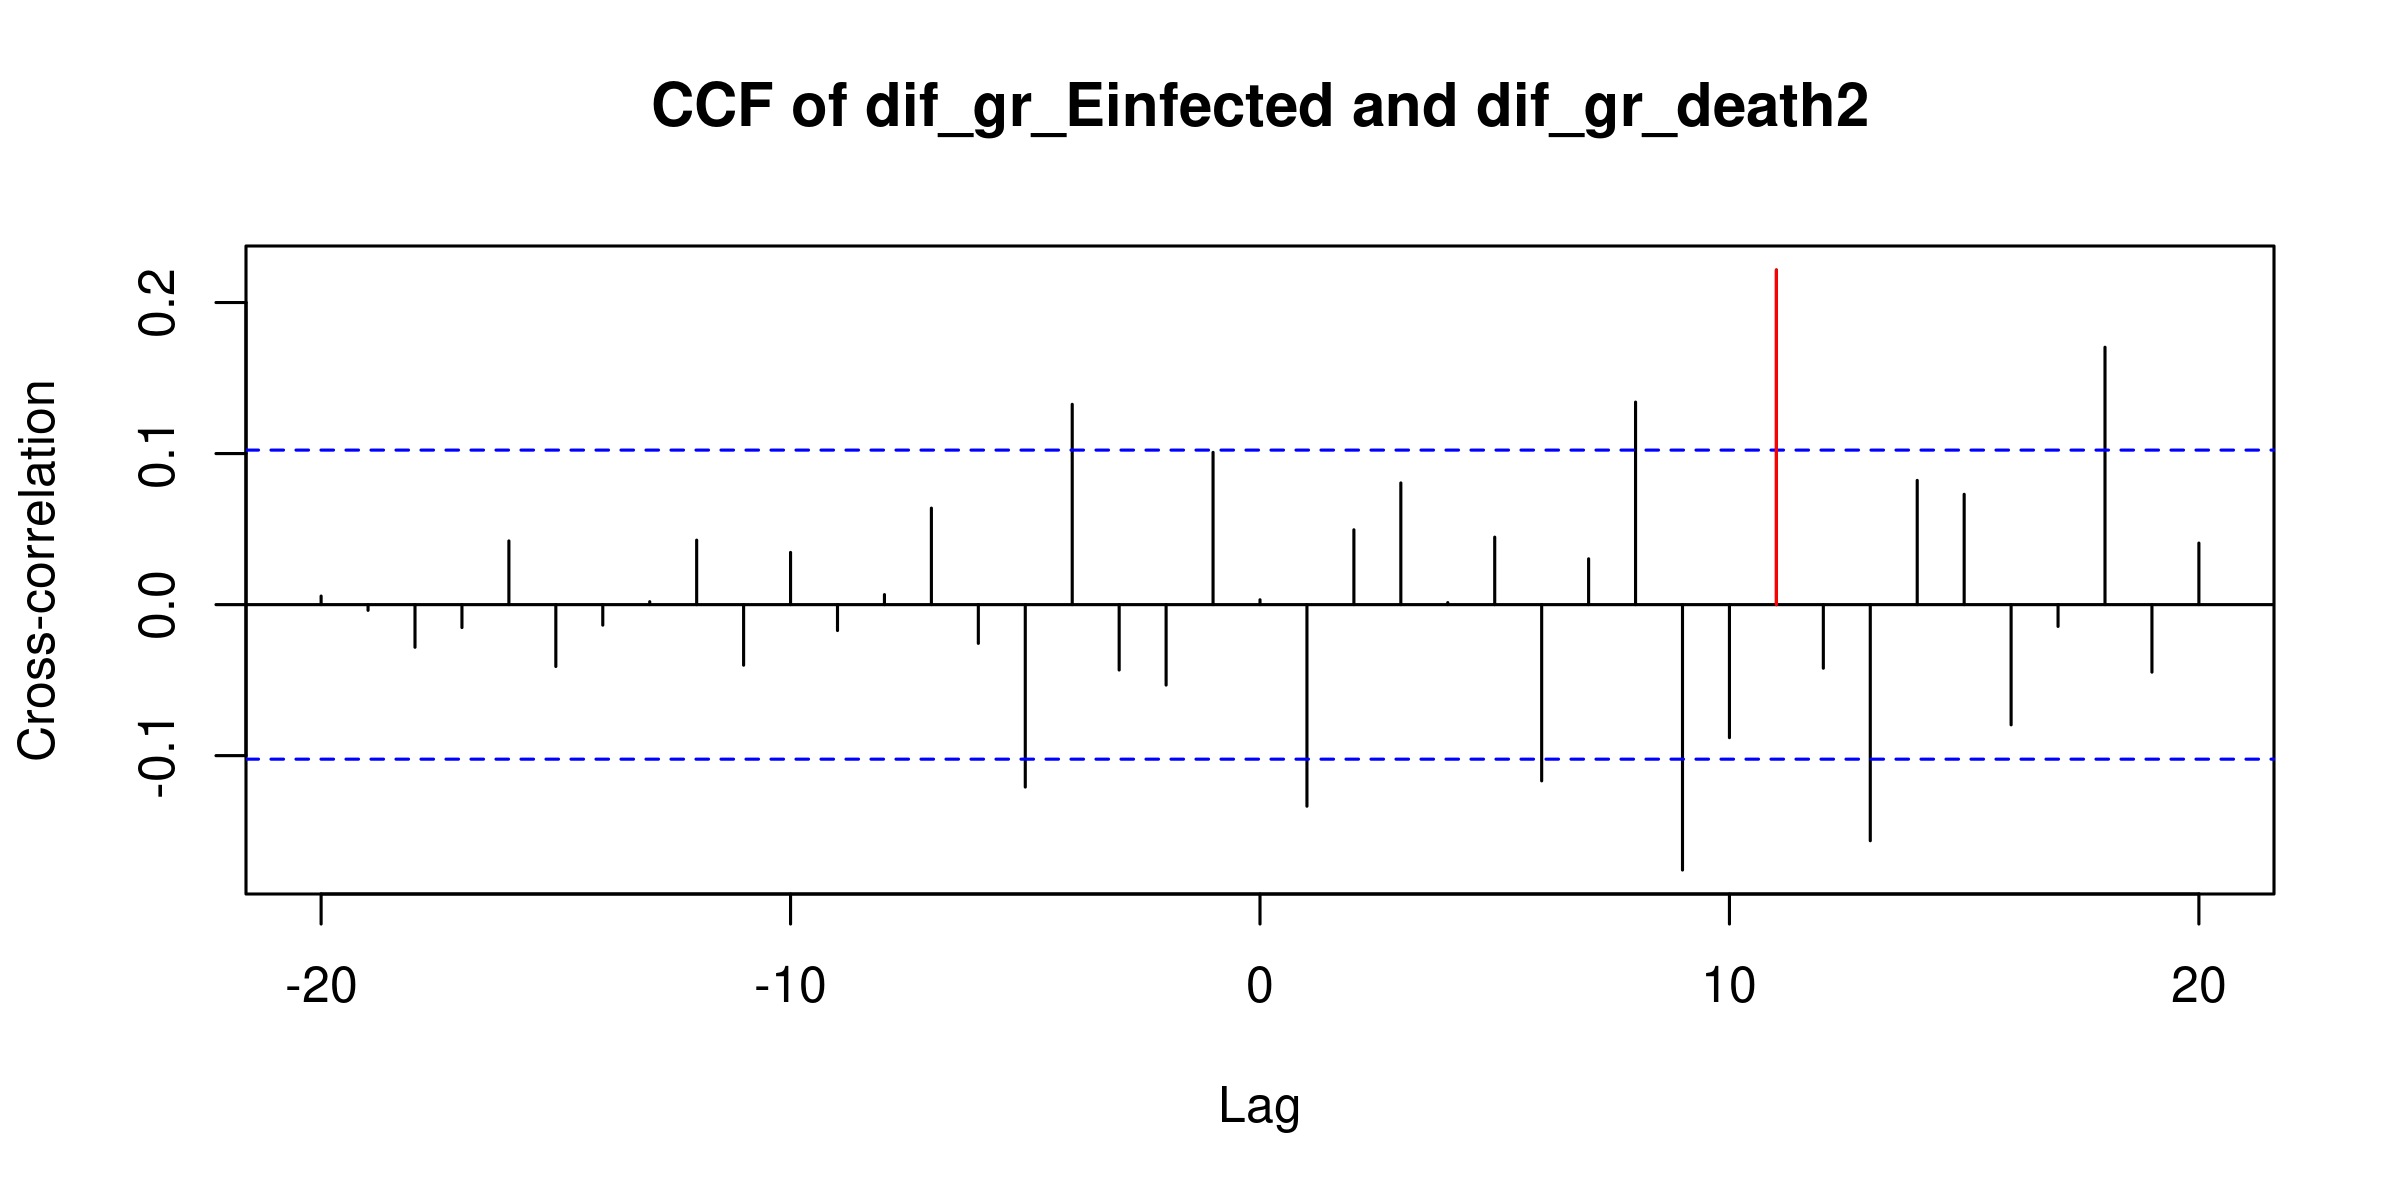 CCF of dif_gr_Einfected and dif_gr_death2
Cross-correlation
0.2
0.1
0.0
-0.1
-20 -10 0 10 20
Lag